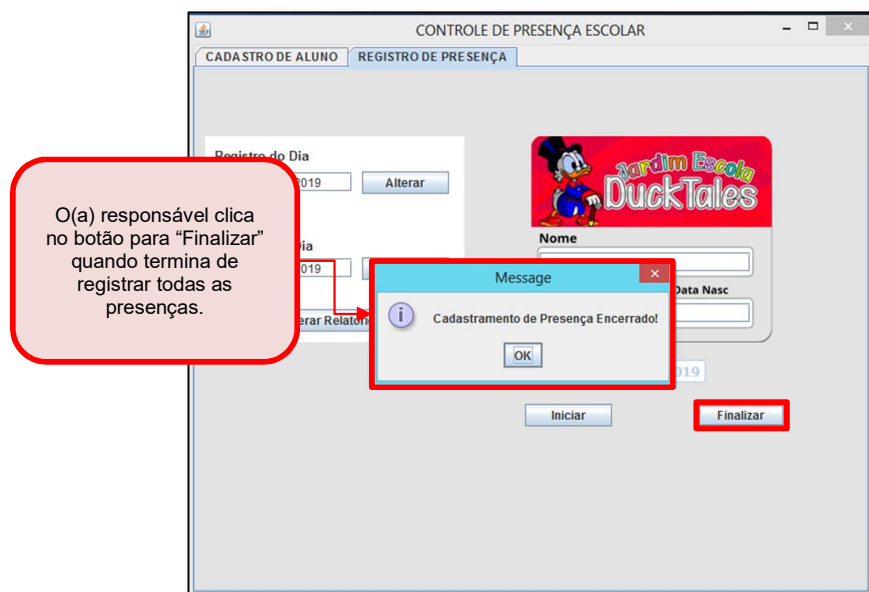 CONTROLE DE PRESENÇA ESCOLAR
CADASTRO DE ALUNO
REGISTRO DE PRESENÇA
Registro do Dia
019
Alterar
O(a) responsável clica
no botão para “Finalizar”
quando termina de
registrar todas as
presenças.
ia
019
erar Relatóri
Jardim Escola
DuckTales
Nome
Data Nasc
Message
Cadastramento de Presença Encerrado!
OK
019
Iniciar
Finalizar